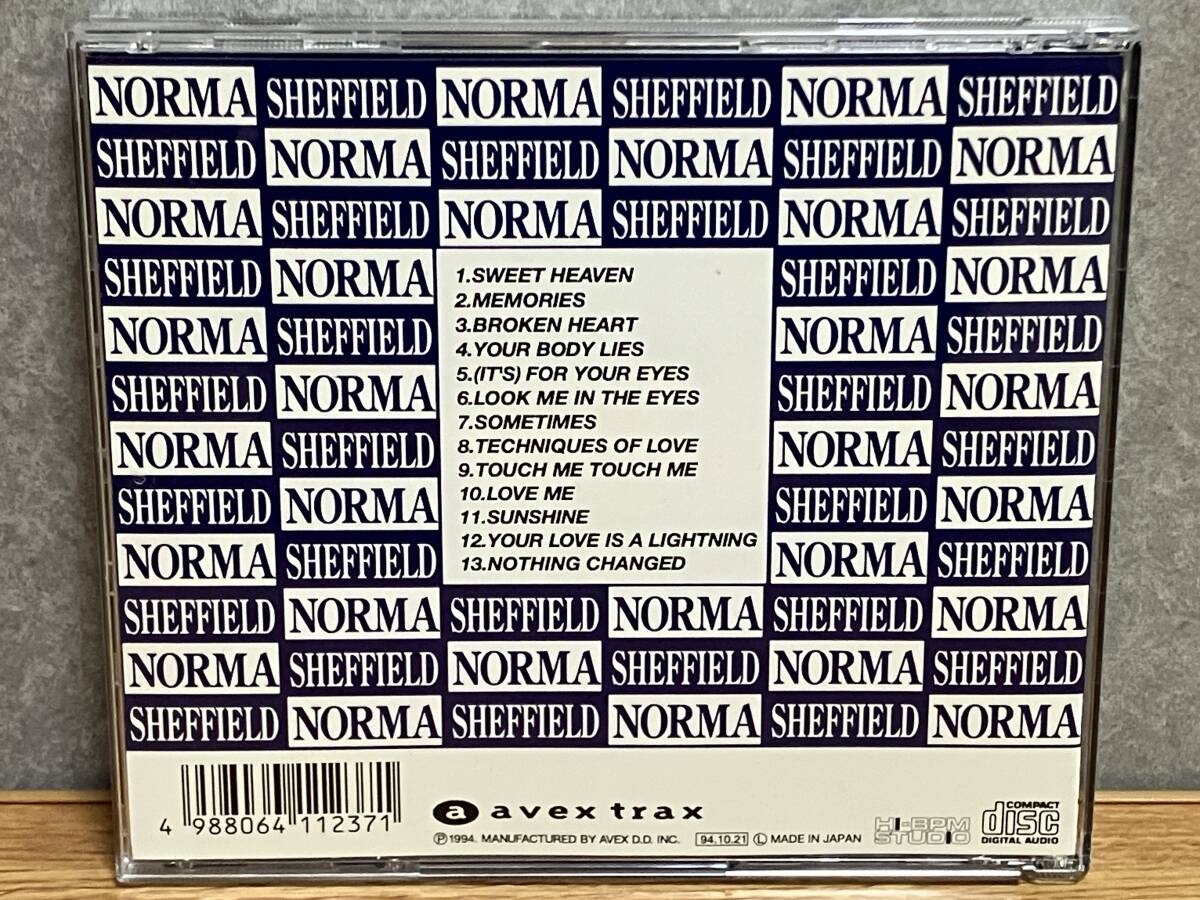 NORMA SHEFFIELD NORMA SHEFFIELD NORMA SHEFFIELD
SHEFFIELD NORMA SHEFFIELD NORMA SHEFFIELD NORMA
NORMA SHEFFIELD NORMA SHEFFIELD NORMA SHEFFIELD
SHEFFIELD NORMA SHEFFIELD NORMA
NORMA SHEFFIELD NORMA SHEFFIELD
SHEFFIELD NORMA SHEFFIELD NORMA
NORMA SHEFFIELD NORMA SHEFFIELD
SHEFFIELD NORMA SHEFFIELD NORMA
NORMA SHEFFIELD NORMA SHEFFIELD
1.SWEET HEAVEN
2.MEMORIES
3.BROKEN HEART
4.YOUR BODY LIES
5.(IT'S) FOR YOUR EYES
6.LOOK ME IN THE EYES
7.SOMETIMES
8.TECHNIQUES OF LOVE
9.TOUCH ME TOUCH ME
10.LOVE ME
11.SUNSHINE
12.YOUR LOVE IS A LIGHTNING
13.NOTHING CHANGED
SHEFFIELD NORMA SHEFFIELD NORMA SHEFFIELD NORMA
NORMA SHEFFIELD NORMA SHEFFIELD NORMA SHEFFIELD
SHEFFIELD NORMA SHEFFIELD NORMA SHEFFIELD NORMA
4 988064 112371
a avex trax
Ⓟ1994. MANUFACTURED BY AVEX D.D. INC. 94.10.21 Ⓛ MADE IN JAPAN
HI-BPM
STUDIO
COMPACT
disc
DIGITAL AUDIO